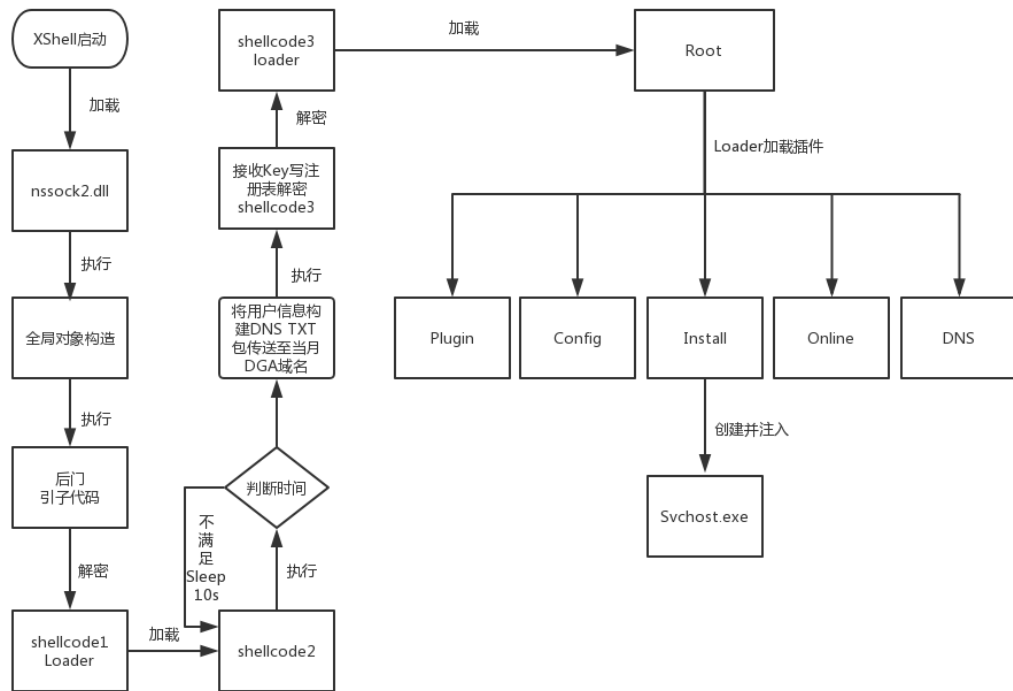 XShell启动
加载
nssock2.dll
执行
全局对象构造
执行
后门
引子代码
解密
shellcode1
Loader
加载
shellcode2
执行
不
满
足
Sleep
10s
判断时间
将用户信息构
建DNS TXT
包传送至当月
DGA域名
执行
接收Key写注
册表解密
shellcode3
解密
shellcode3
loader
加载
Root
Loader加载插件
Plugin
Config
Install
Online
DNS
创建并注入
Svchost.exe